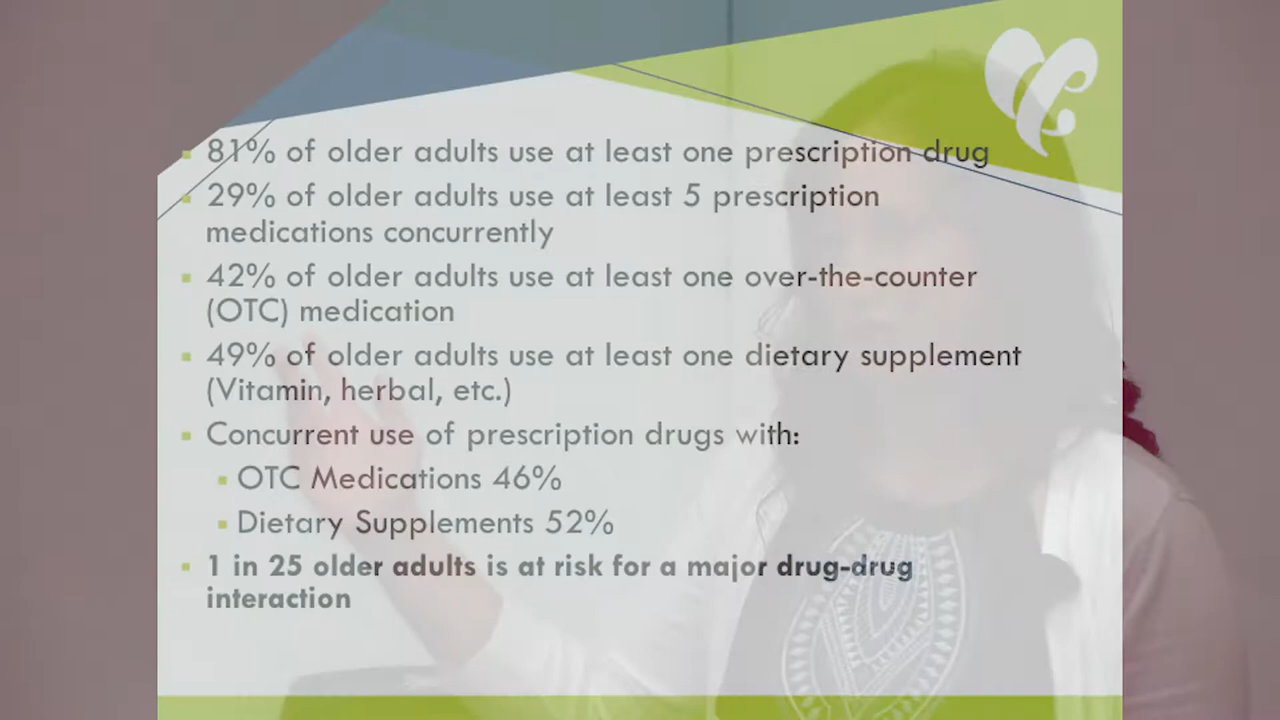 81% of older adults use at least one prescription drug
29% of older adults use at least 5 prescription
medications concurrently
42% of older adults use at least one over-the-counter
(OTC) medication
49% of older adults use at least one dietary supplement
(Vitamin, herbal, etc.)
Concurrent use of prescription drugs with:
OTC Medications 46%
Dietary Supplements 52%
1 in 25 older adults is at risk for a major drug-drug
interaction